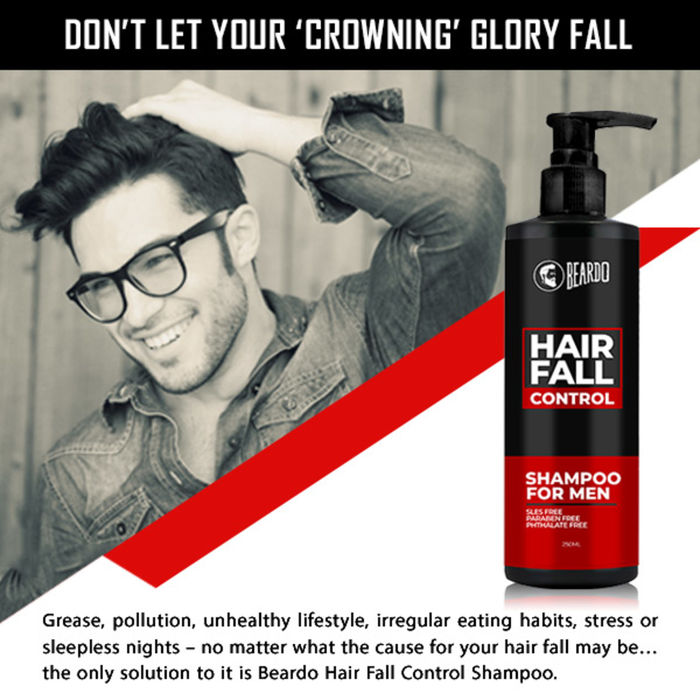 DON'T LET YOUR 'CROWNING' GLORY FALL
BEARDO
HAIR
FALL
CONTROL
SHAMPOO
FOR MEN
SLES FREE
PARABEN FREE
PHTHALATE FREE
250ML
Grease, pollution, unhealthy lifestyle, irregular eating habits, stress or
sleepless nights – no matter what the cause for your hair fall may be...
the only solution to it is Beardo Hair Fall Control Shampoo.